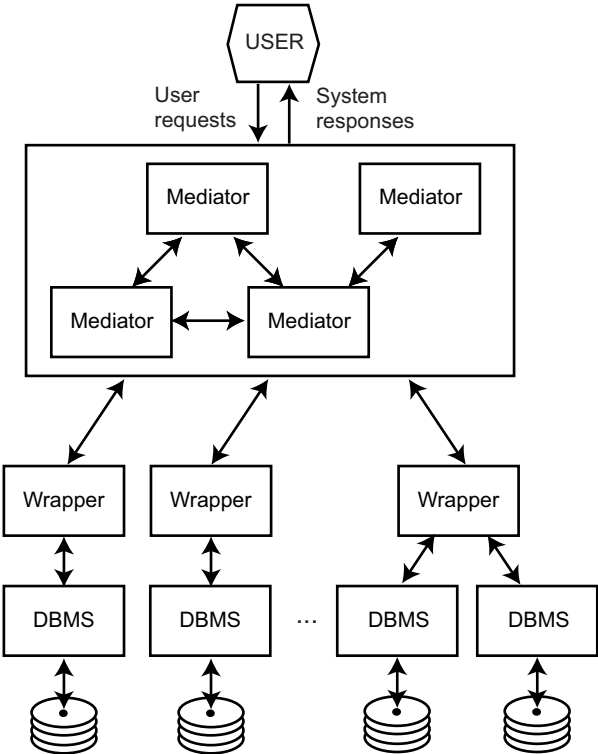 USER
User
requests
System
responses
Mediator
Mediator
Mediator
Mediator
Wrapper
Wrapper
Wrapper
DBMS
DBMS
...
DBMS
DBMS